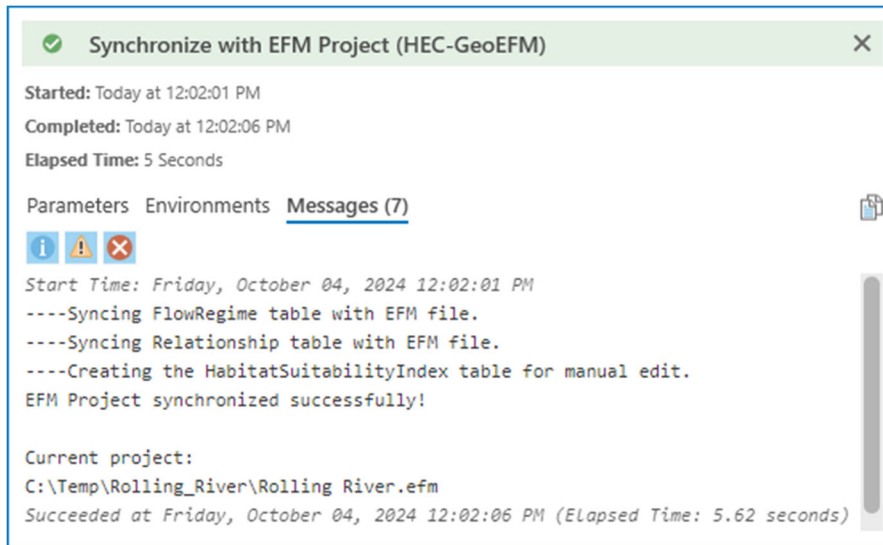 Synchronize with EFM Project (HEC-GeoEFM)
Started: Today at 12:02:01 PM
Completed: Today at 12:02:06 PM
Elapsed Time: 5 Seconds
Parameters Environments Messages (7)
Start Time: Friday, October 04, 2024 12:02:01 PM
----Syncing FlowRegime table with EFM file.
----Syncing Relationship table with EFM file.
----Creating the HabitatSuitabilityIndex table for manual edit.
EFM Project synchronized successfully!
Current project:
C:\Temp\Rolling_River\Rolling River.efm
Succeeded at Friday, October 04, 2024 12:02:06 PM (Elapsed Time: 5.62 seconds)